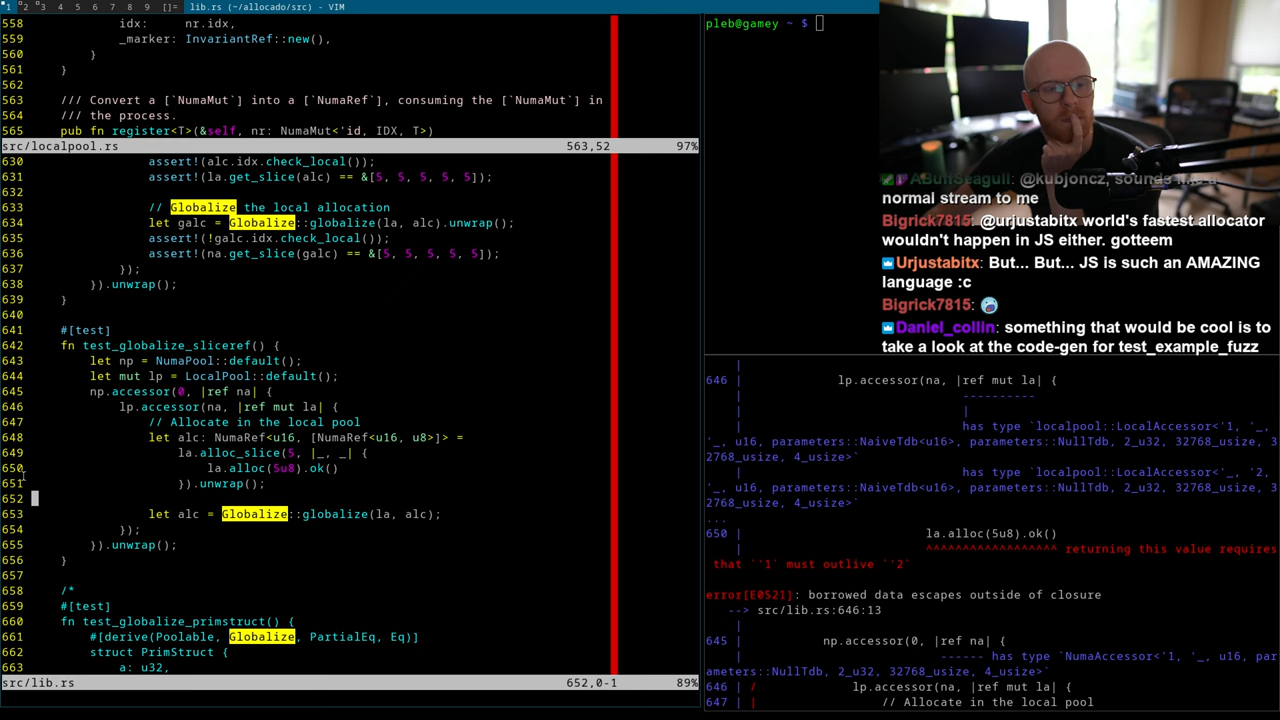 1 2 3 4 5 6 7 8 9 []= lib.rs (~/allocado/src) - VIM
558 idx: nr.idx,
559 _marker: InvariantRef::new(),
560 }
561 }
562
563 /// Convert a [`NumaMut`] into a [`NumaRef`], consuming the [`NumaMut`] in
564 /// the process.
565 pub fn register<T>(&self, nr: NumaMut<'id, IDX, T>)
src/localpool.rs 563,52 97%
630 assert!(alc.idx.check_local());
631 assert!(la.get_slice(alc) == &[5, 5, 5, 5, 5]);
632
633 // Globalize the local allocation
634 let galc = Globalize::globalize(la, alc).unwrap();
635 assert!(!galc.idx.check_local());
636 assert!(na.get_slice(galc) == &[5, 5, 5, 5, 5]);
637 });
638 }).unwrap();
639 }
640
641 #[test]
642 fn test_globalize_sliceref() {
643 let np = NumaPool::default();
644 let mut lp = LocalPool::default();
645 np.accessor(0, |ref na| {
646 lp.accessor(na, |ref mut la| {
647 // Allocate in the local pool
648 let alc: NumaRef<u16, [NumaRef<u16, u8>]> =
649 la.alloc_slice(5, |_, _| {
650 la.alloc(5u8).ok()
651 }).unwrap();
652
653 let alc = Globalize::globalize(la, alc);
654 });
655 }).unwrap();
656 }
657
658 /*
659 #[test]
660 fn test_globalize_primstruct() {
661 #[derive(Poolable, Globalize, PartialEq, Eq)]
662 struct PrimStruct {
663 a: u32,
src/lib.rs 652,0-1 89%
pleb@gamey ~ $
ABuffSeagull: @kubjoncz, sounds like a
normal stream to me
Bigrick7815: @urjustabitx world's fastest allocator
wouldn't happen in JS either. gotteem
Urjustabitx: But... But... JS is such an AMAZING
language :c
Bigrick7815:
Daniel_collin: something that would be cool is to
take a look at the code-gen for test_example_fuzz
|
646 | lp.accessor(na, |ref mut la| {
| ----------
| |
| has type `localpool::LocalAccessor<'1, '_,
'_, u16, parameters::NaiveTdb<u16>, parameters::NullTdb, 2_u32, 32768_usize, 3
2768_usize, 4_usize>`
| has type `localpool::LocalAccessor<'_, '2,
'_, u16, parameters::NaiveTdb<u16>, parameters::NullTdb, 2_u32, 32768_usize, 3
2768_usize, 4_usize>`
...
650 | la.alloc(5u8).ok()
| ^^^^^^^^^^^^^^^^^^ returning this value requires
that `'1` must outlive `'2`

error[E0521]: borrowed data escapes outside of closure
--> src/lib.rs:646:13
|
645 | np.accessor(0, |ref na| {
| ------ has type `NumaAccessor<'1, '_, u16, par
ameters::NullTdb, 2_u32, 32768_usize, 4_usize>`
646 | / lp.accessor(na, |ref mut la| {
647 | | // Allocate in the local pool